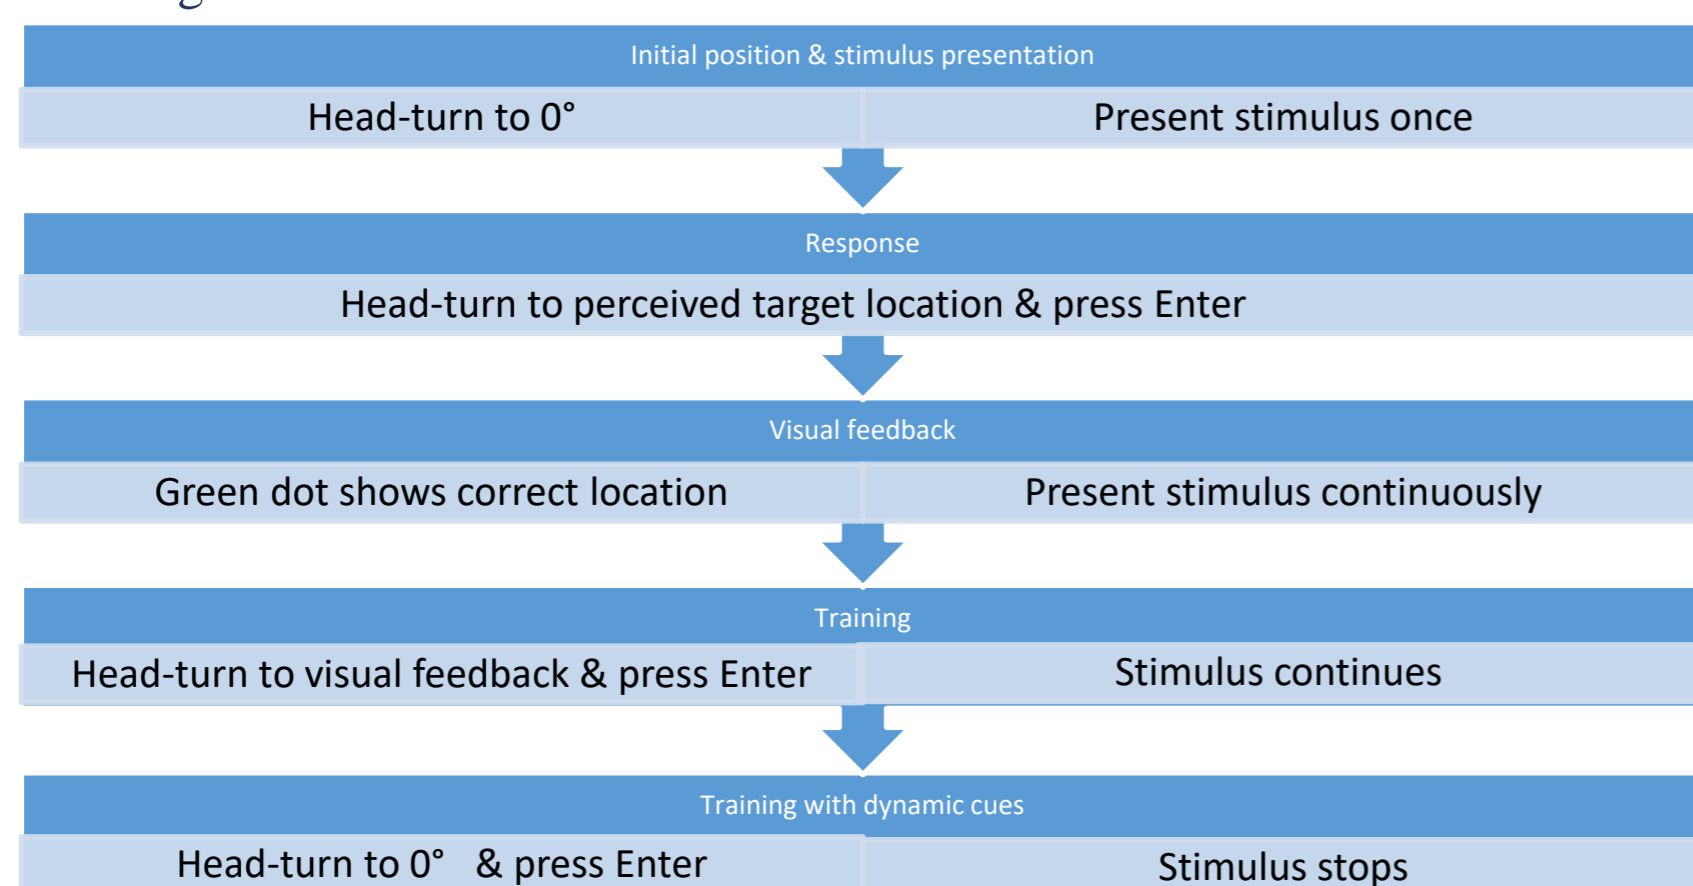 Initial position & stimulus presentation
Head-turn to 0° Present stimulus once
Response
Head-turn to perceived target location & press Enter
Visual feedback
Green dot shows correct location Present stimulus continuously
Training
Head-turn to visual feedback & press Enter Stimulus continues
Training with dynamic cues
Head-turn to 0° & press Enter Stimulus stops